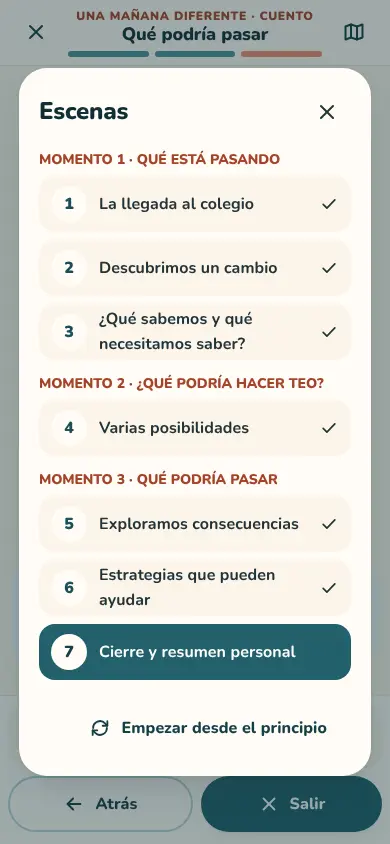 UNA MAÑANA DIFERENTE · CUENTO
Qué podría pasar
Escenas
MOMENTO 1 · QUÉ ESTÁ PASANDO
1 La llegada al colegio
2 Descubrimos un cambio
3 ¿Qué sabemos y qué
necesitamos saber?
MOMENTO 2 · ¿QUÉ PODRÍA HACER TEO?
4 Varias posibilidades
MOMENTO 3 · QUÉ PODRÍA PASAR
5 Exploramos consecuencias
6 Estrategias que pueden
ayudar
7 Cierre y resumen personal
Empezar desde el principio
Atrás
Salir